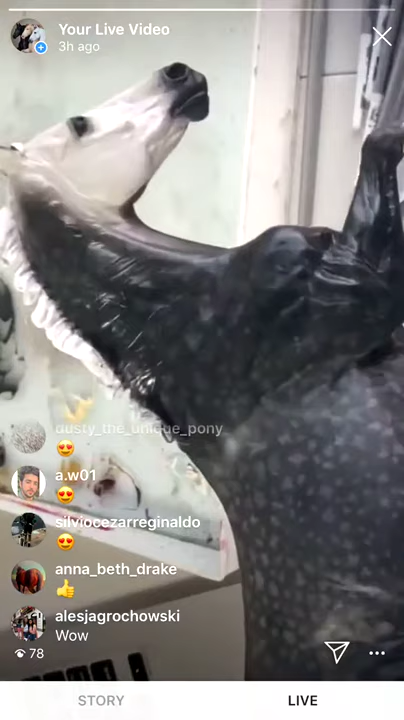 Your Live Video
3h ago
dusty_the_unique_pony
😍
a.w01
😍
silviocezarreginaldo
😍
anna_beth_drake
👍
alesjagrochowski
Wow
78
STORY
LIVE